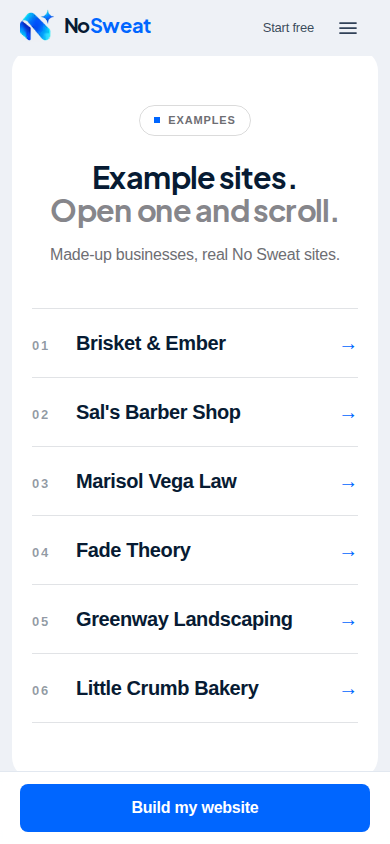 NoSweat
Start free
EXAMPLES
Example sites.
Open one and scroll.
Made-up businesses, real No Sweat sites.
01 Brisket & Ember →
02 Sal's Barber Shop →
03 Marisol Vega Law →
04 Fade Theory →
05 Greenway Landscaping →
06 Little Crumb Bakery →
Build my website